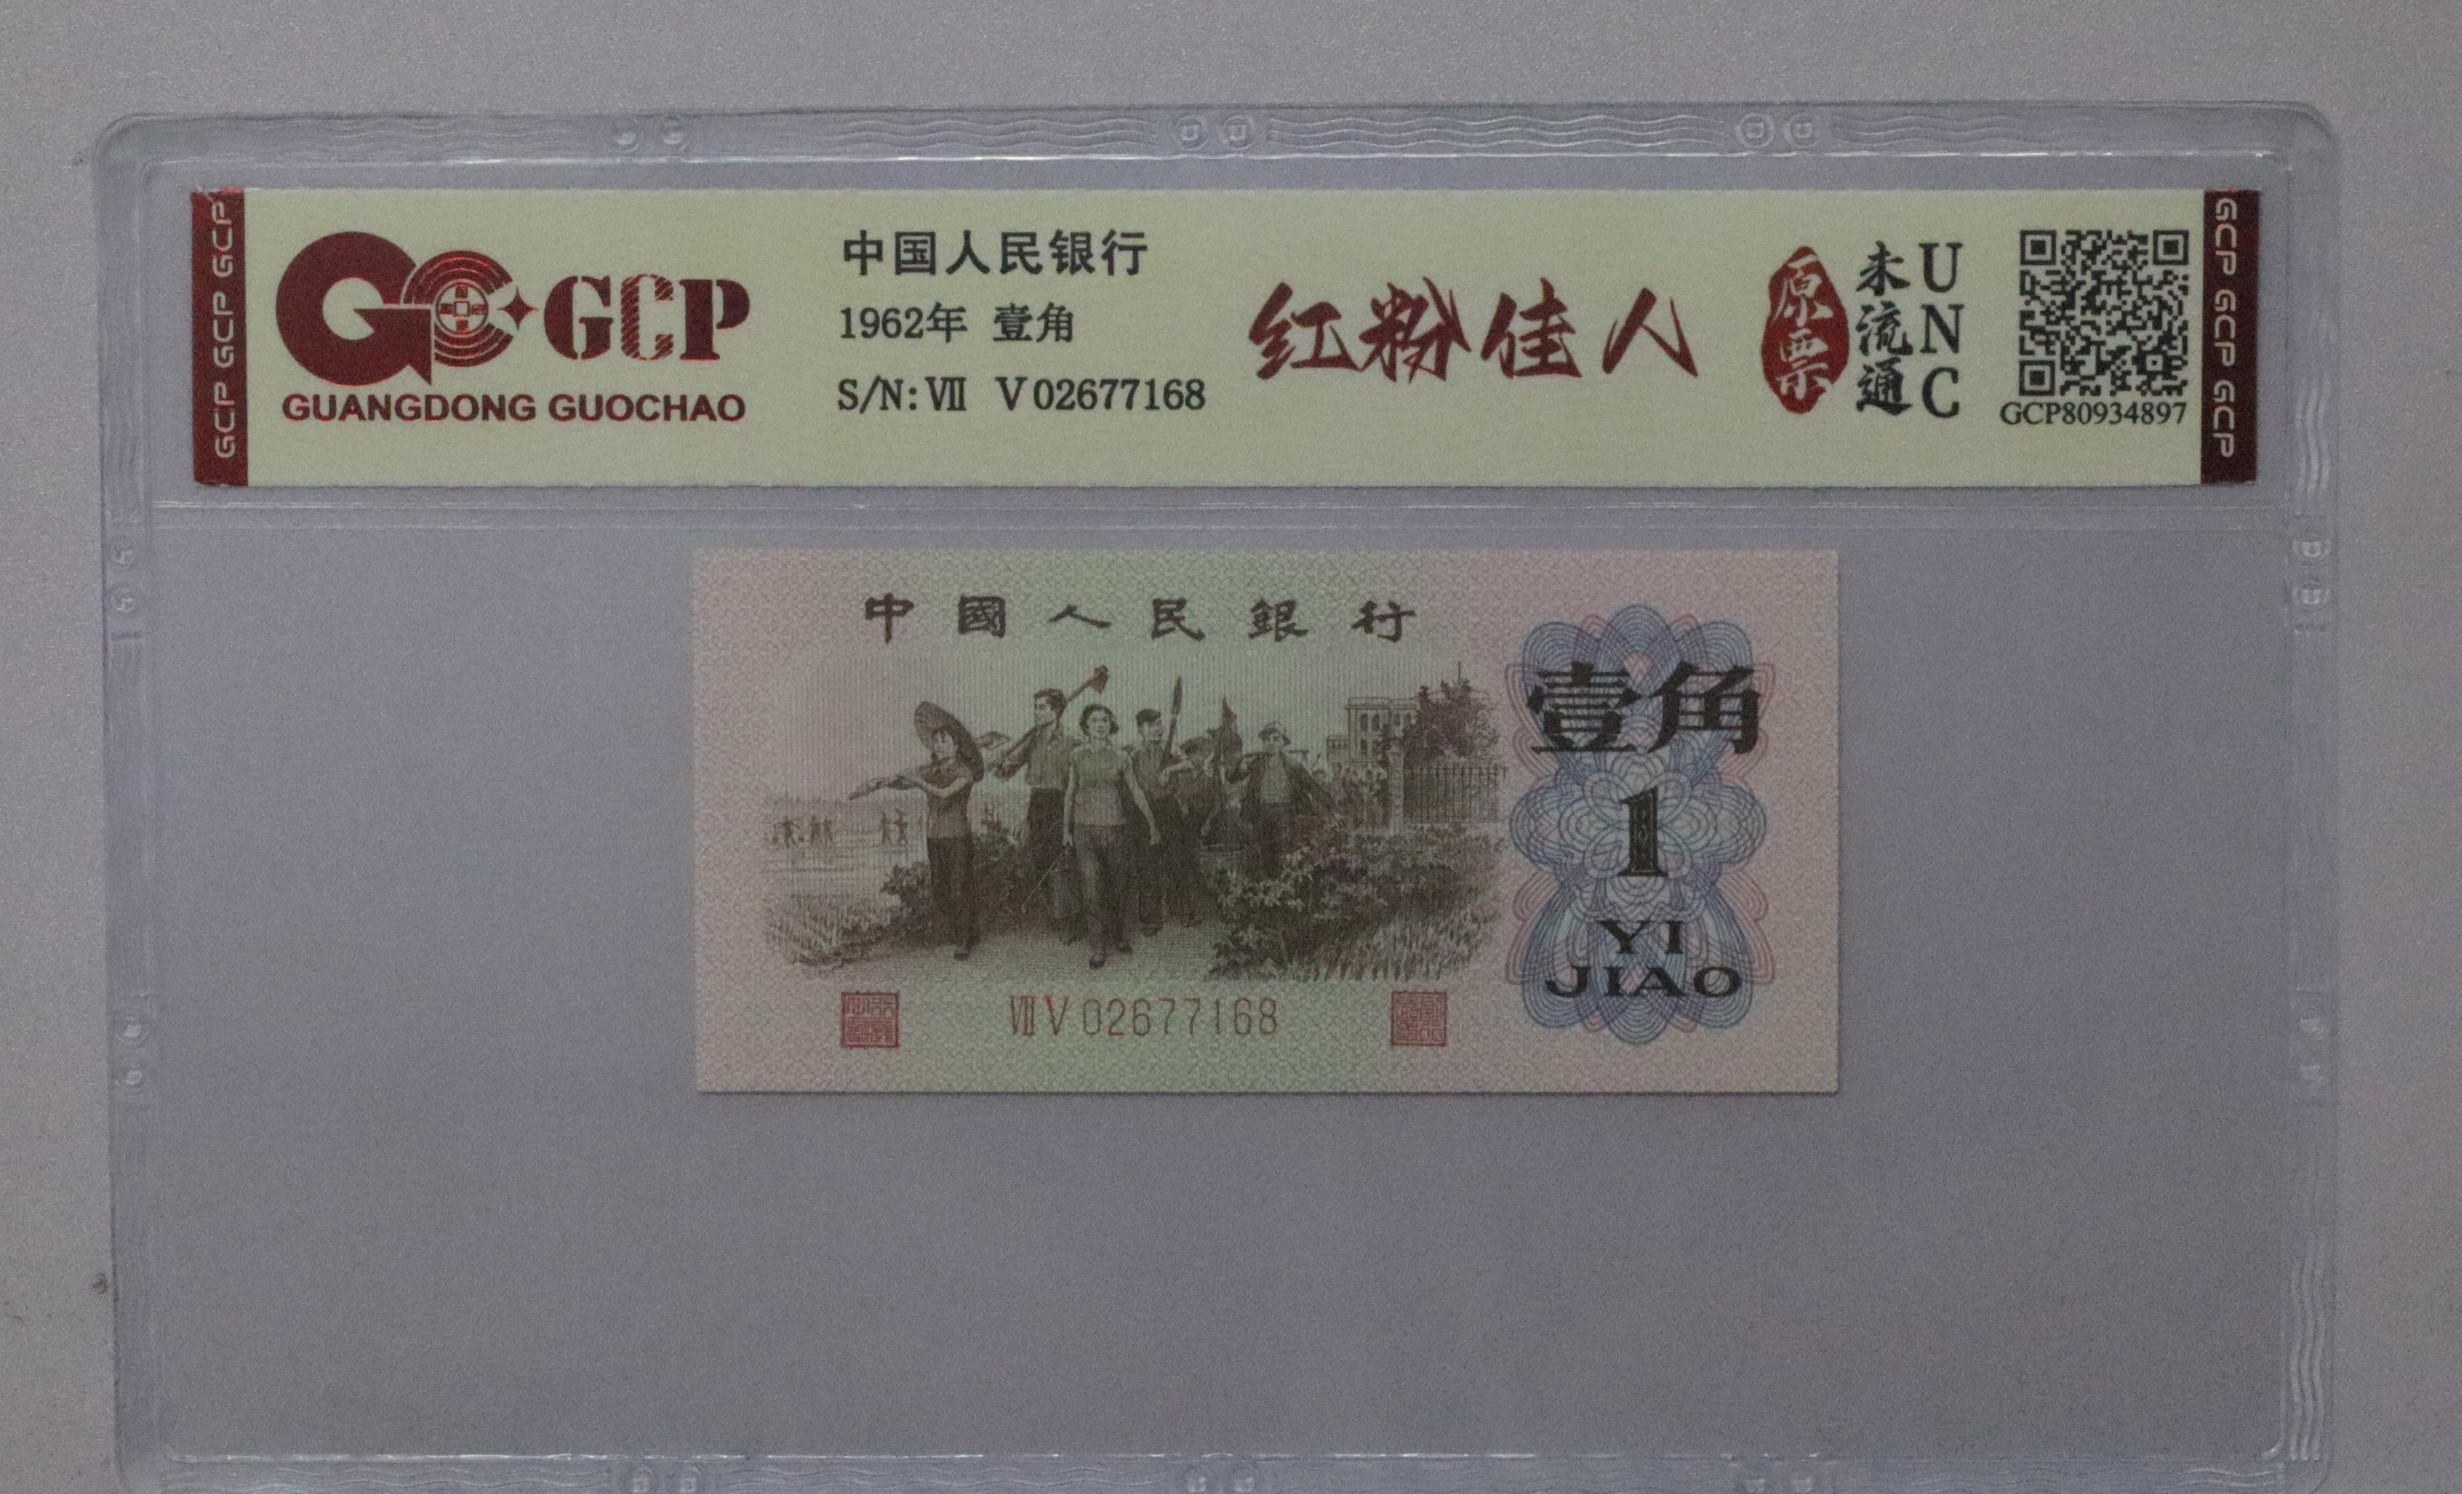 GCP GCP GCP
GCP
GUANGDONG GUOCHAO
中国人民银行
1962年 壹角
S/N: Ⅶ V 02677168
红粉佳人
原票
未流通
UNC
GCP80934897
GCP GCP GCP
中國人民銀行
壹角
1
YI
JIAO
Ⅶ V 02677168